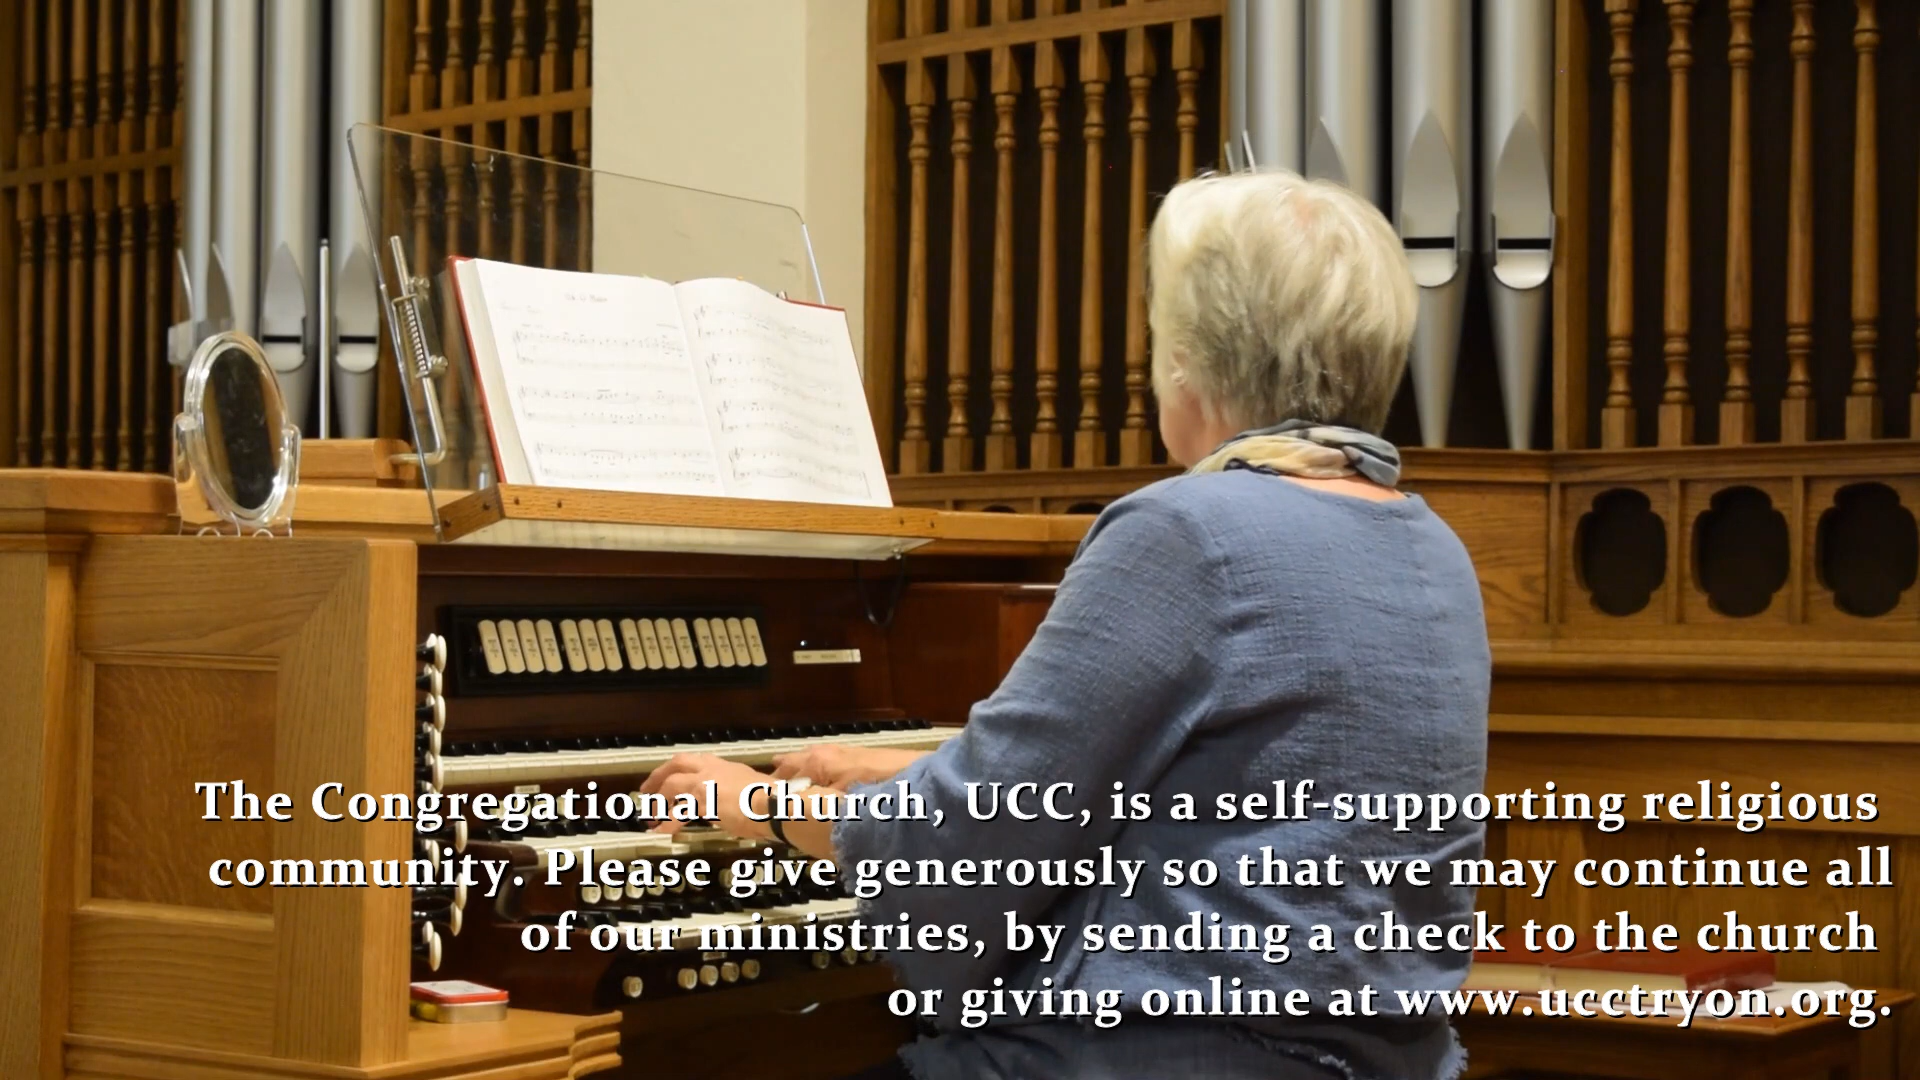 The Congregational Church, UCC, is a self-supporting religious
community. Please give generously so that we may continue all
of our ministries, by sending a check to the church
or giving online at www.ucctryon.org.